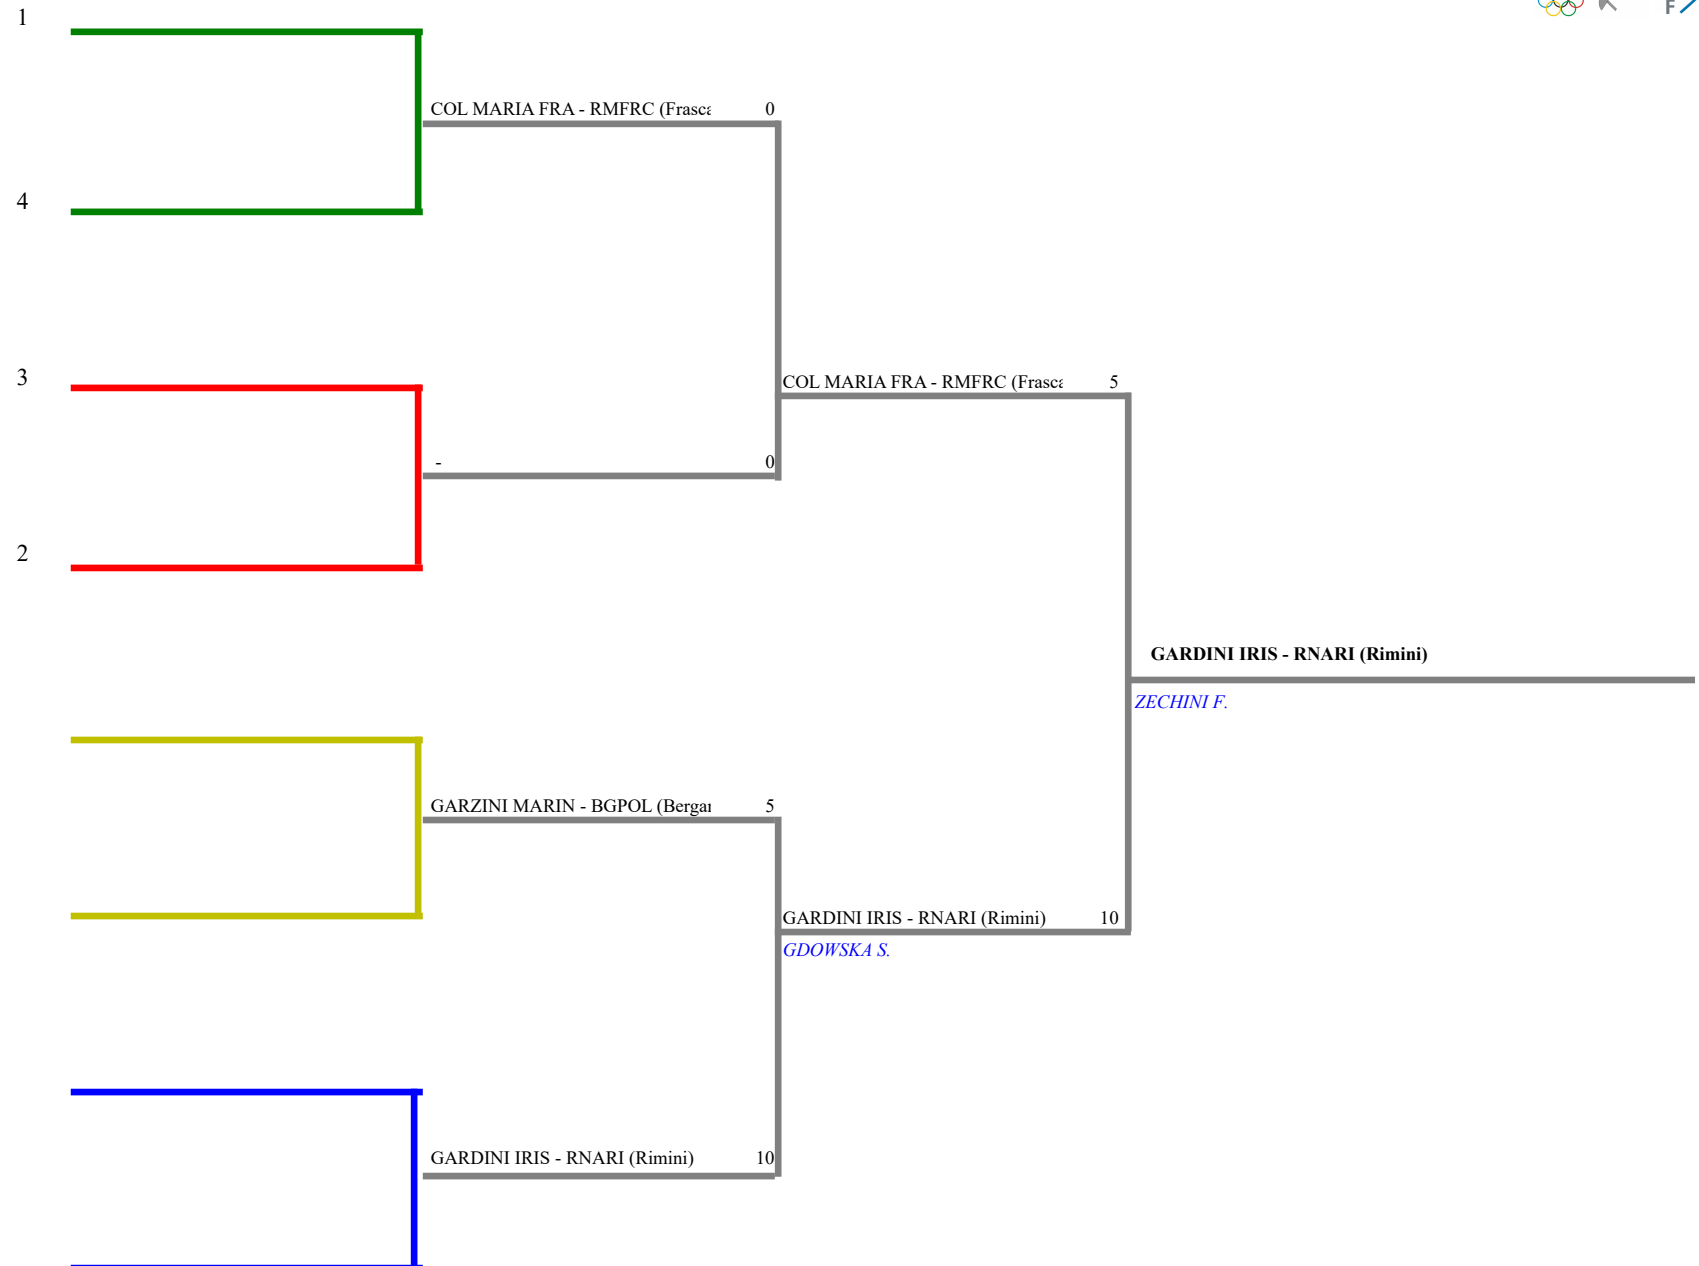 1
F
COL MARIA FRA - RMFRC (Frasca 0
4
3
COL MARIA FRA - RMFRC (Frasca 5
- 0
2
GARDINI IRIS - RNARI (Rimini)
ZECHINI F.
GARZINI MARIN - BGPOL (Bergar 5
GARDINI IRIS - RNARI (Rimini) 10
GDOWSKA S.
GARDINI IRIS - RNARI (Rimini) 10